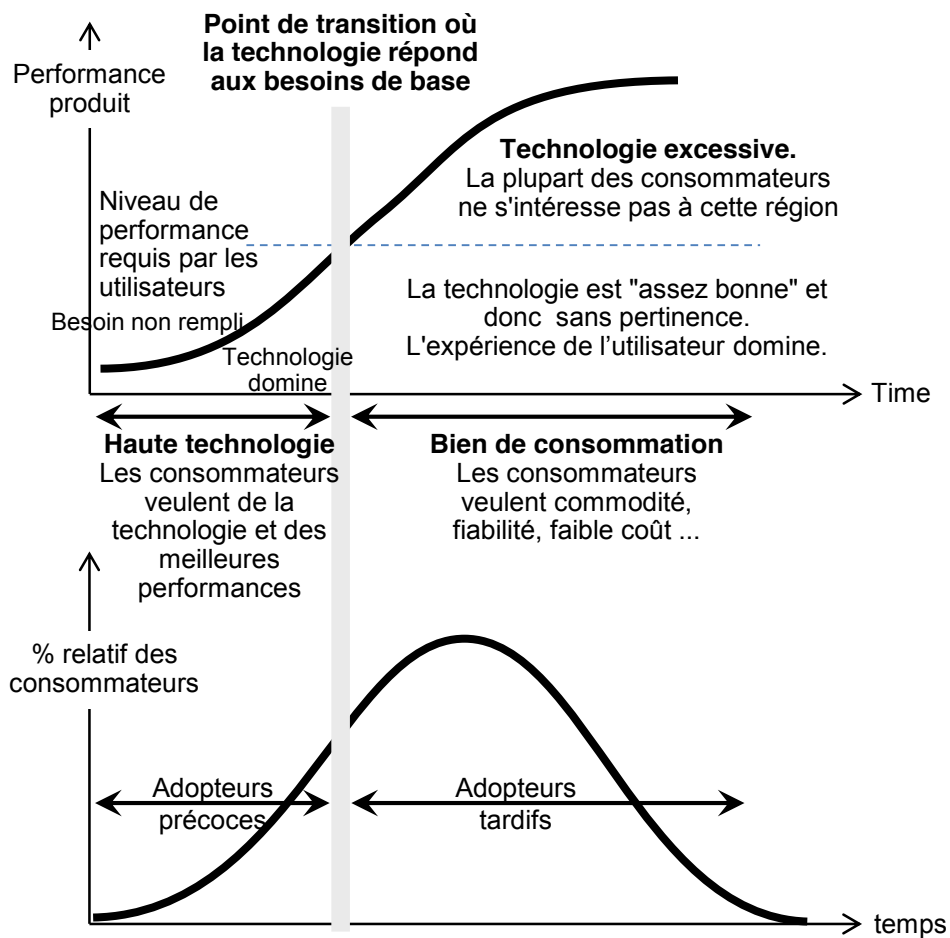 Point de transition où
la technologie répond
aux besoins de base
Performance
produit
Technologie excessive.
La plupart des consommateurs
ne s'intéresse pas à cette région
Niveau de
performance
requis par les
utilisateurs
La technologie est "assez bonne" et
donc sans pertinence.
L'expérience de l’utilisateur domine.
Besoin non rempli
Technologie
domine
Time
Haute technologie
Les consommateurs
veulent de la
technologie et des
meilleures
performances
Bien de consommation
Les consommateurs
veulent commodité,
fiabilité, faible coût ...
% relatif des
consommateurs
Adopteurs
précoces
Adopteurs
tardifs
temps